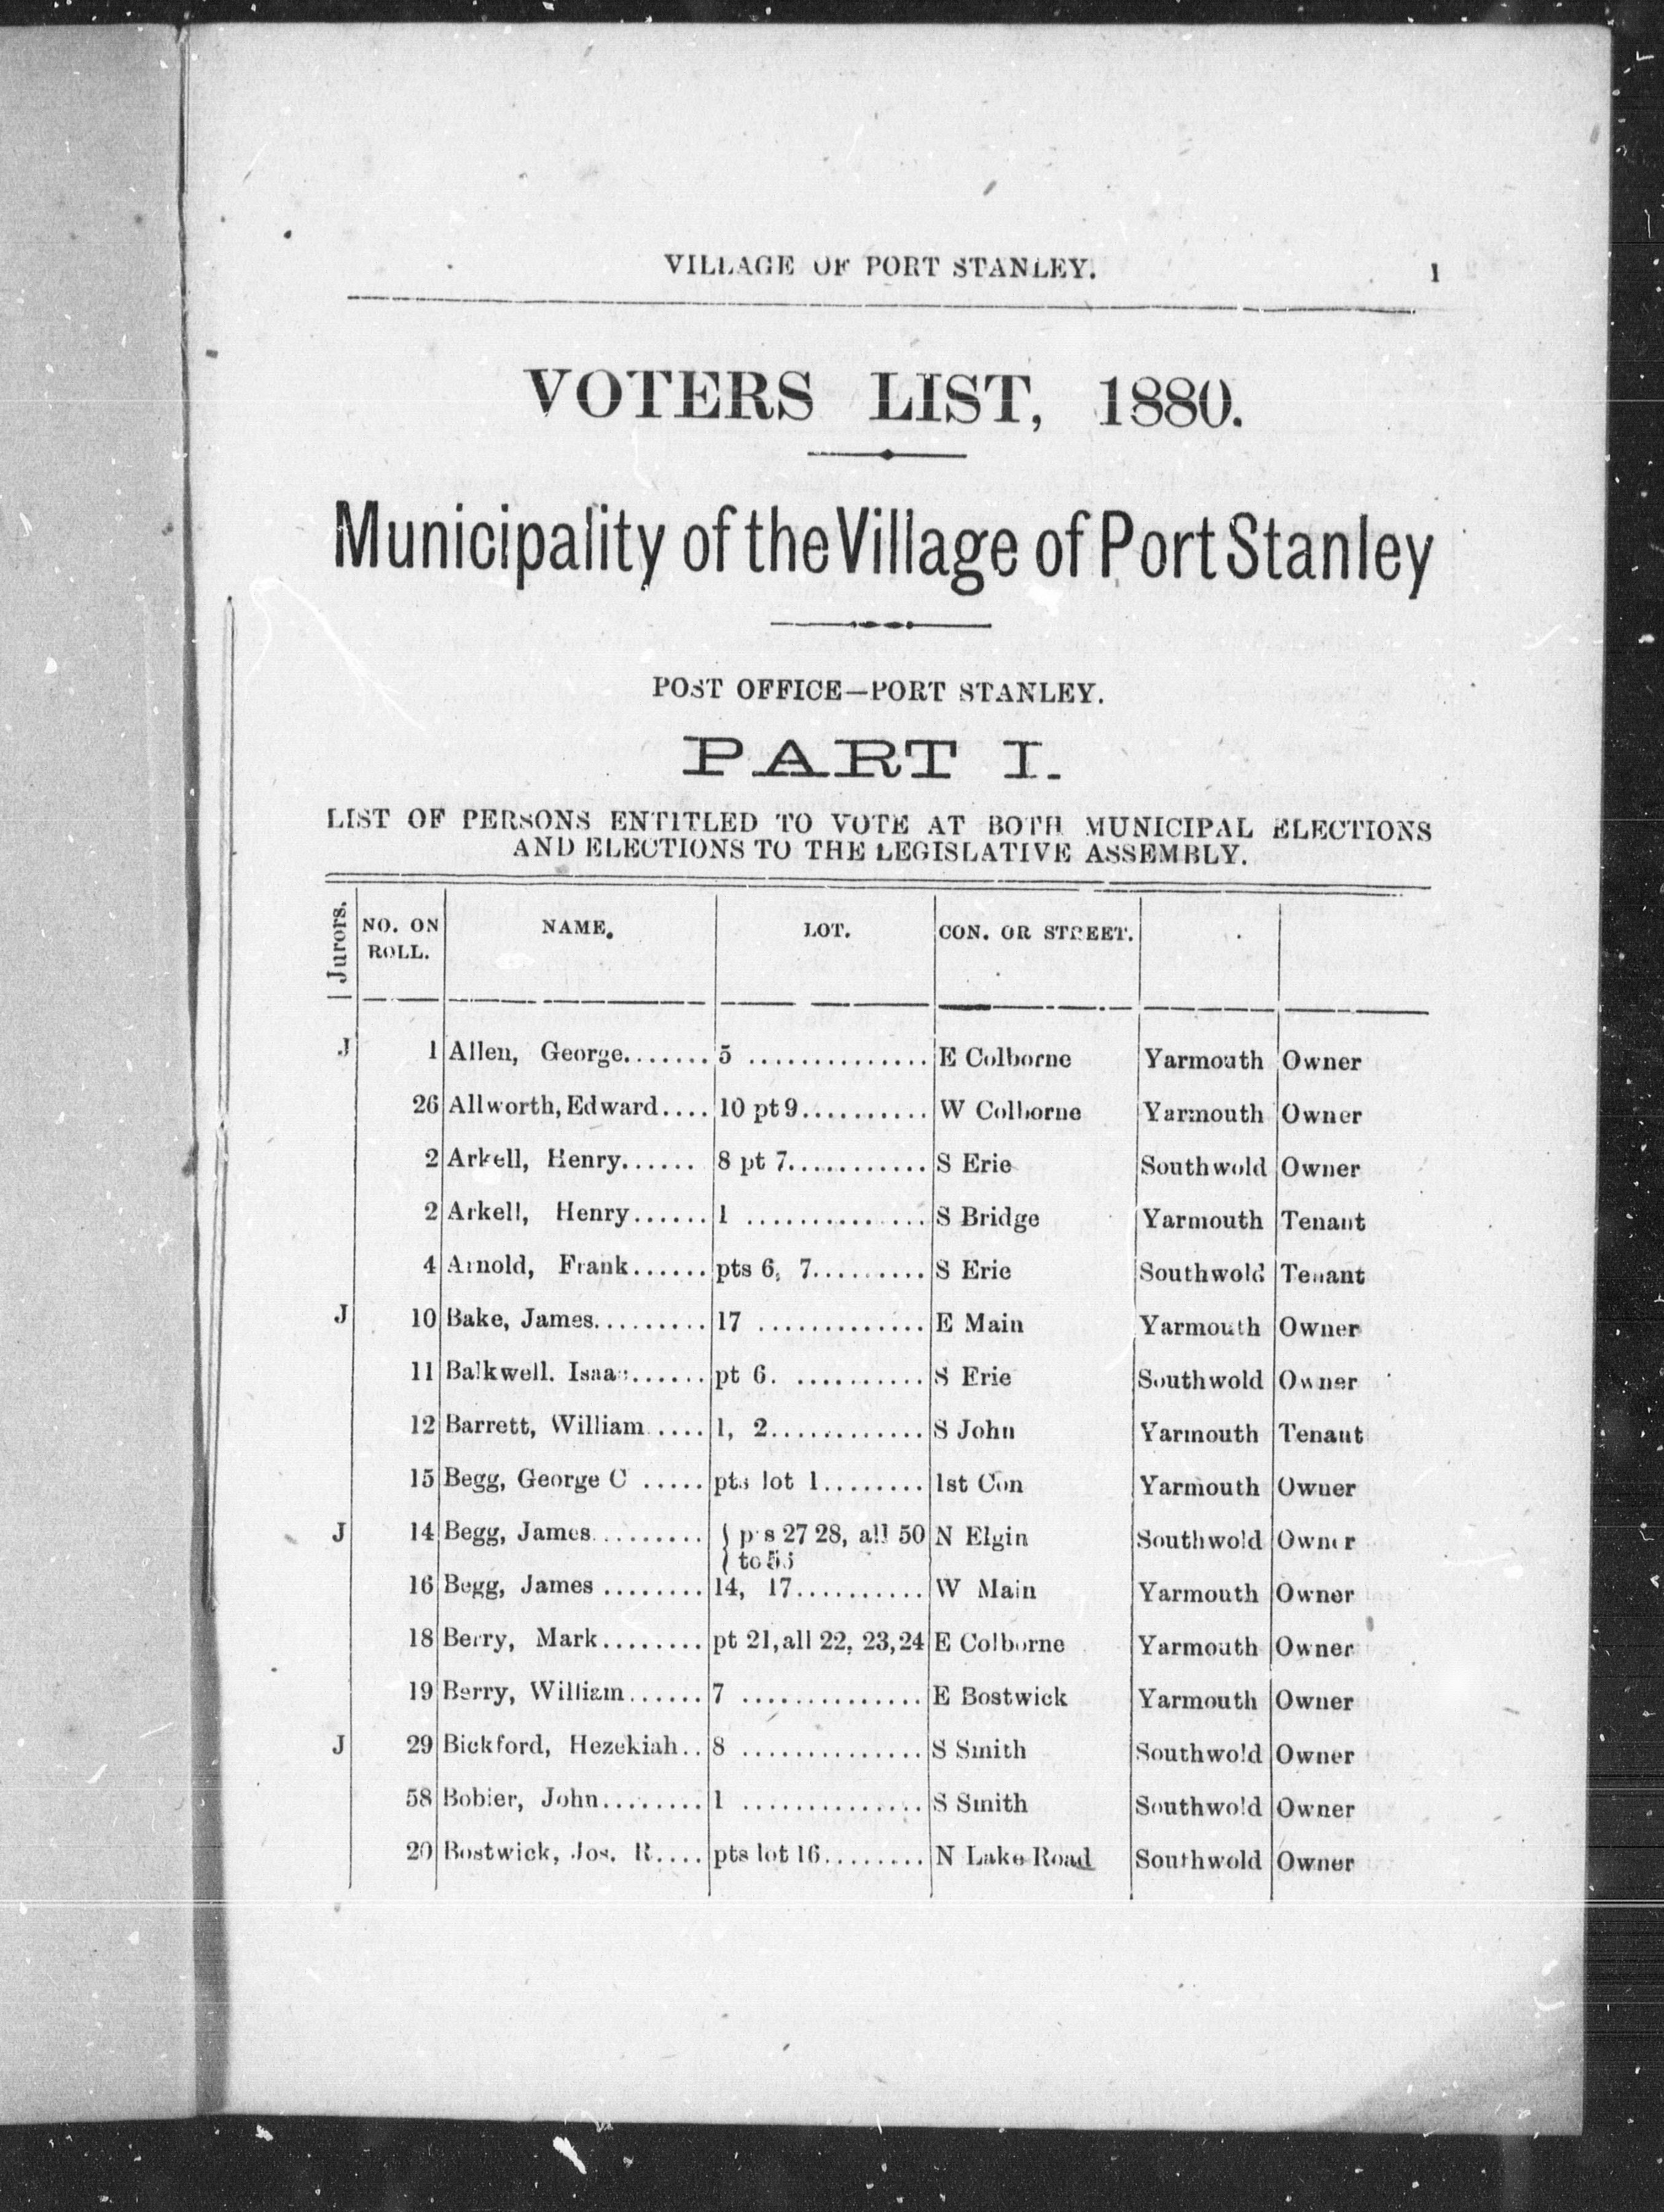 VILLAGE OF PORT STANLEY. 1
VOTERS LIST, 1880.
Municipality of the Village of Port Stanley
POST OFFICE—PORT STANLEY.
PART I.
LIST OF PERSONS ENTITLED TO VOTE AT BOTH MUNICIPAL ELECTIONS
AND ELECTIONS TO THE LEGISLATIVE ASSEMBLY.
Jurors. NO. ON ROLL. NAME. LOT. CON. OR STREET.
J 1 Allen, George....... 5 .............. E Colborne Yarmouth Owner
26 Allworth, Edward.... 10 pt 9.......... W Colborne Yarmouth Owner
2 Arkell, Henry...... 8 pt 7........... S Erie Southwold Owner
2 Arkell, Henry...... 1 .............. S Bridge Yarmouth Tenant
4 Arnold, Frank...... pts 6, 7......... S Erie Southwold Tenant
J 10 Bake, James......... 17 ............. E Main Yarmouth Owner
11 Balkwell. Isaac...... pt 6. .......... S Erie Southwold Owner
12 Barrett, William .... 1, 2............ S John Yarmouth Tenant
15 Begg, George C ..... pts lot 1........ 1st Con Yarmouth Owner
J 14 Begg, James......... { pts 27 28, all 50 N Elgin Southwold Owner
to
16 Begg, James ........ 14, 17.......... W Main Yarmouth Owner
18 Berry, Mark........ pt 21, all 22, 23, 24 E Colborne Yarmouth Owner
19 Berry, William...... 7 .............. E Bostwick Yarmouth Owner
J 29 Bickford, Hezekiah.. 8 .............. S Smith Southwold Owner
58 Bobier, John........ 1 .............. S Smith Southwold Owner
20 Bostwick, Jos. R.... pts lot 16........ N Lake Road Southwold Owner